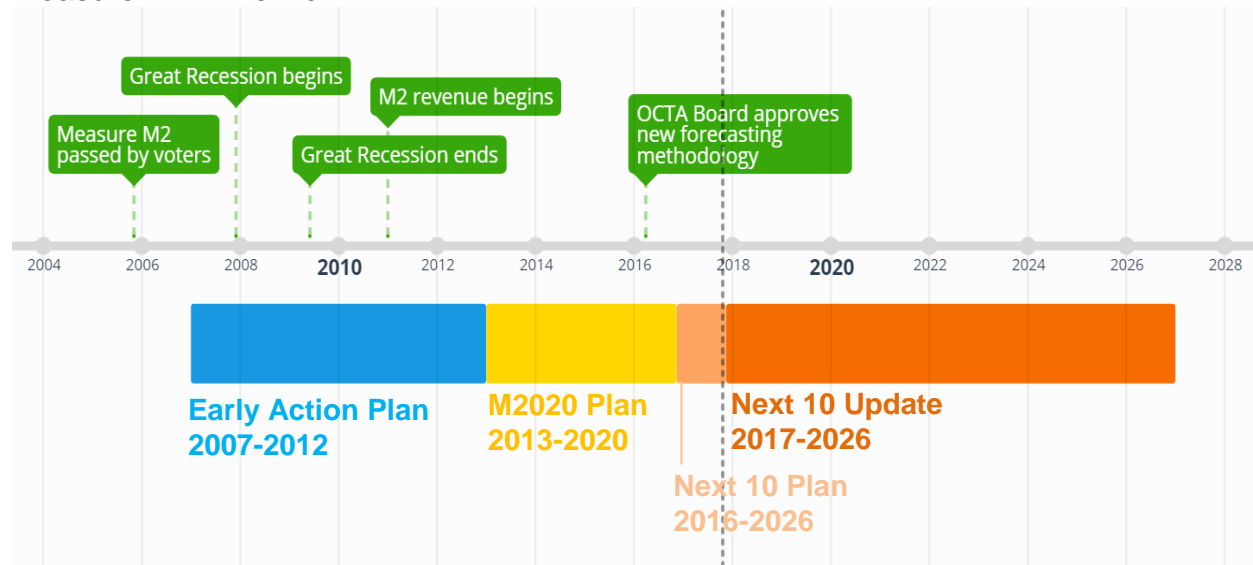 Great Recession begins
M2 revenue begins
OCTA Board approves
new forecasting
methodology
Measure M2
passed by voters
Great Recession ends
2004
2006
2008
2010
2012
2014
2016
2018
2020
2022
2024
2026
2028
Early Action Plan
2007-2012
M2020 Plan
2013-2020
Next 10 Update
2017-2026
Next 10 Plan
2016-2026